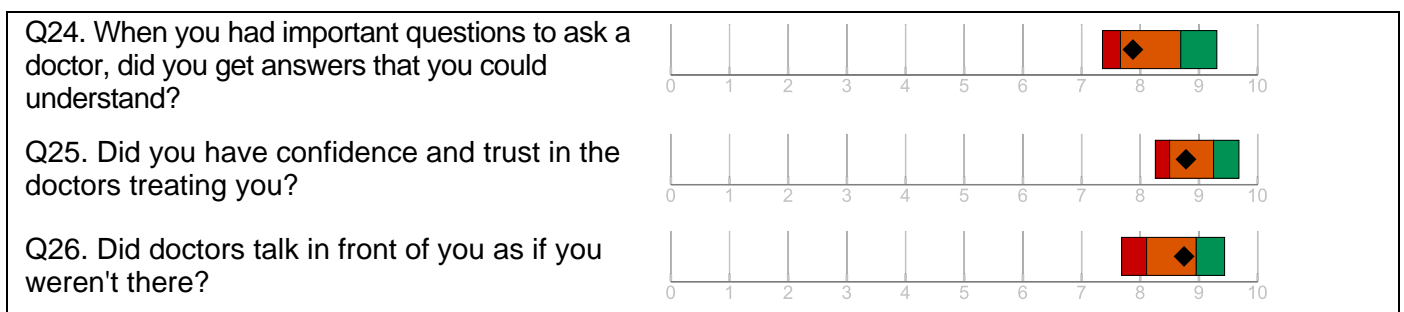 Q24. When you had important questions to ask a
doctor, did you get answers that you could
understand?
0 1 2 3 4 5 6 7 8 9 10
Q25. Did you have confidence and trust in the
doctors treating you?
0 1 2 3 4 5 6 7 8 9 10
Q26. Did doctors talk in front of you as if you
weren't there?
0 1 2 3 4 5 6 7 8 9 10